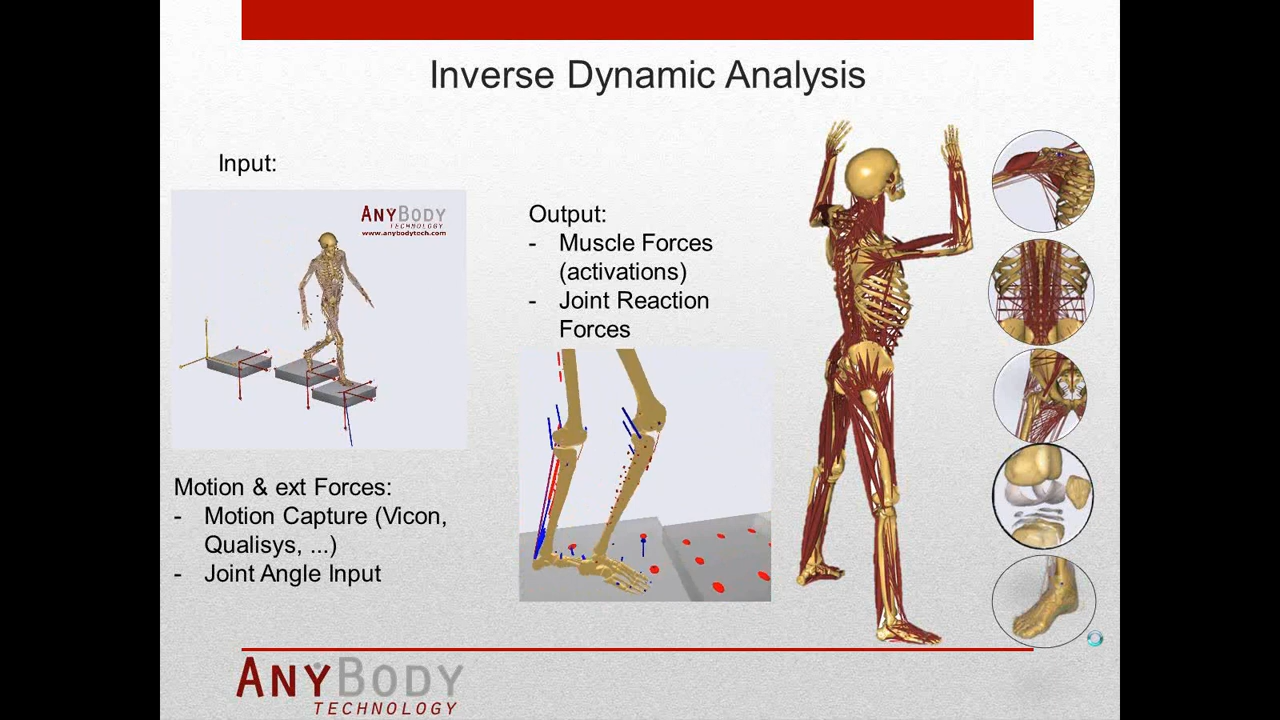 Inverse Dynamic Analysis
Input:
ANYBODY
TECHNOLOGY
www.anybodytech.com
Motion & ext Forces:
- Motion Capture (Vicon,
Qualisys, ...)
- Joint Angle Input
Output:
- Muscle Forces
(activations)
- Joint Reaction
Forces
ANYBODY
TECHNOLOGY